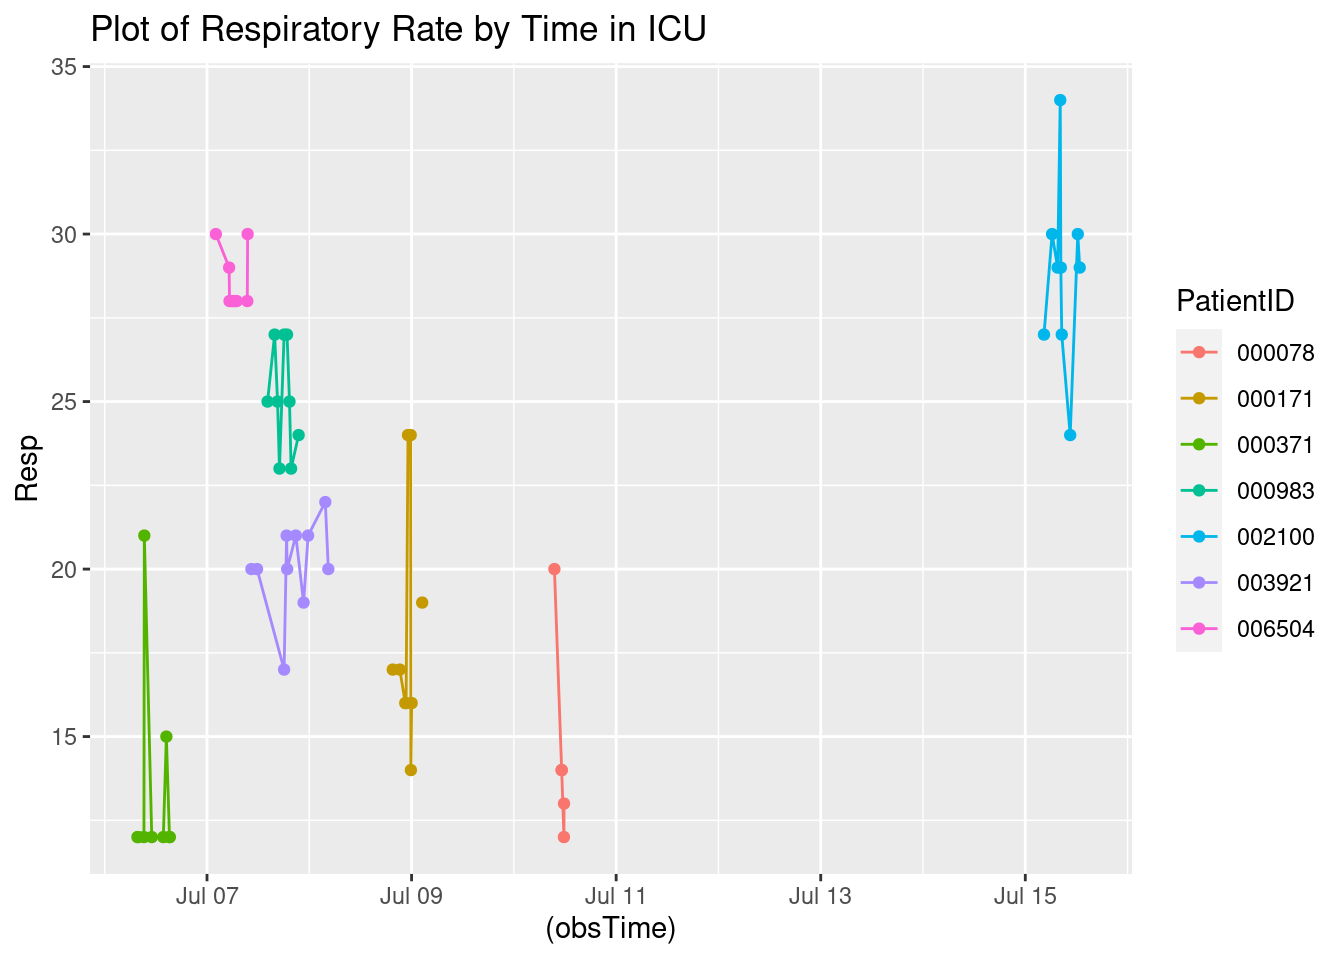 Plot of Respiratory Rate by Time in ICU
35
30
25
20
15
Resp
Jul 07
Jul 09
Jul 11
Jul 13
Jul 15
(obsTime)
PatientID
000078
000171
000371
000983
002100
003921
006504